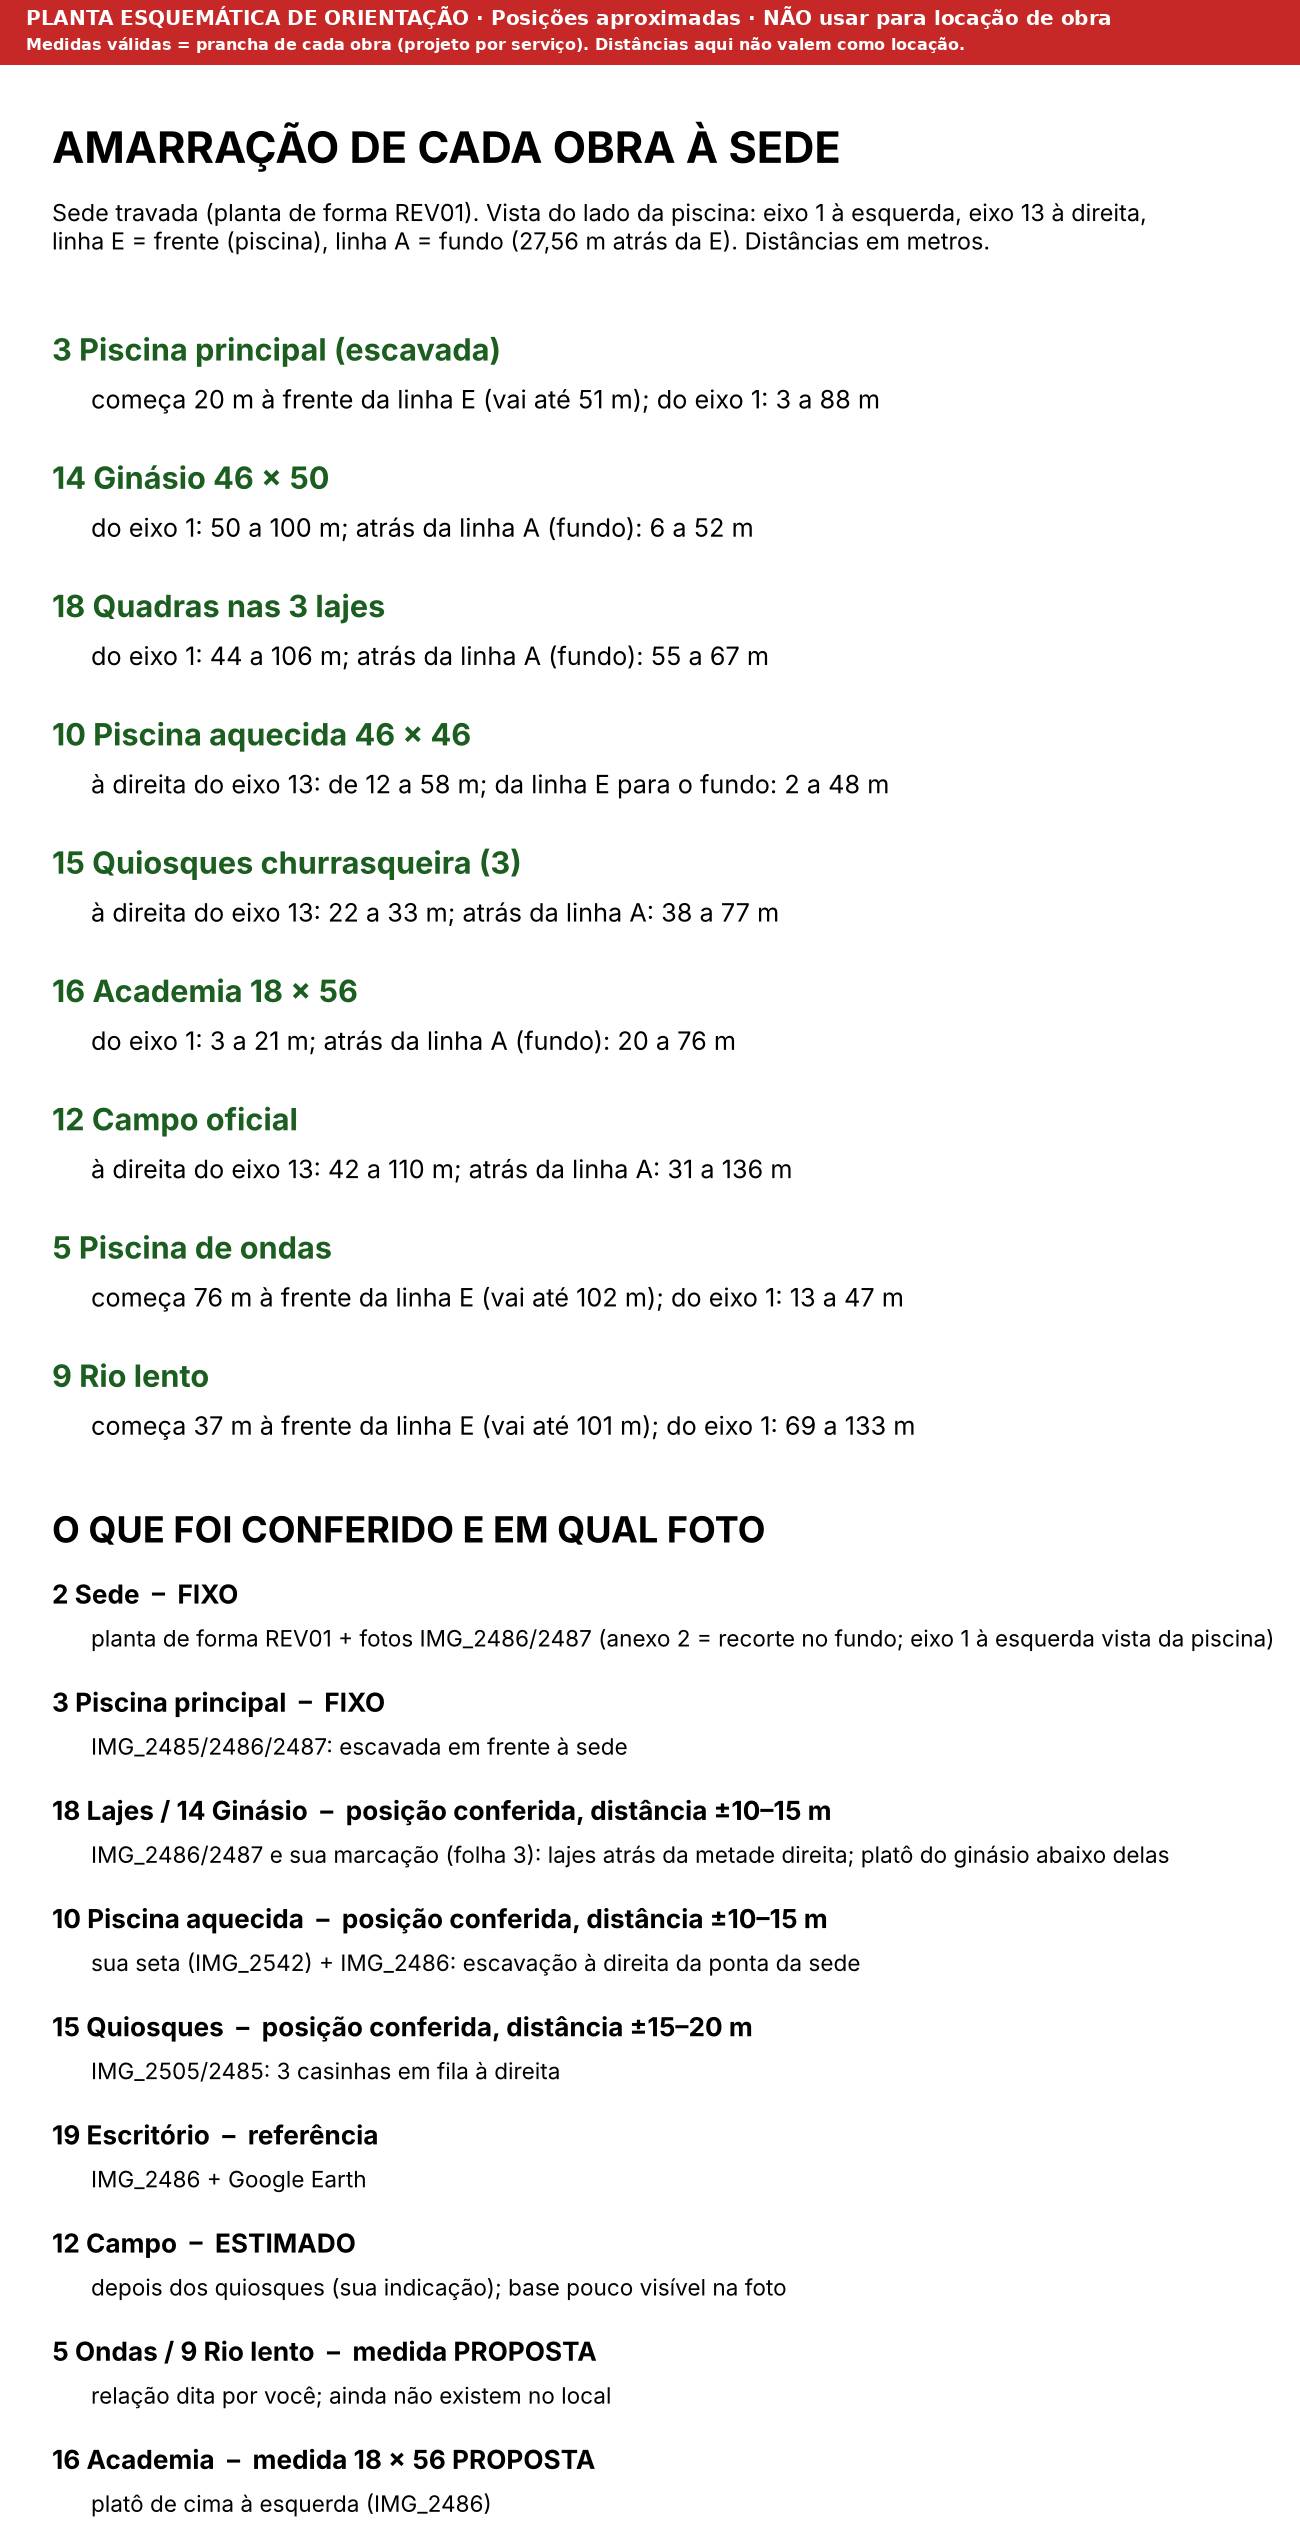 PLANTA ESQUEMÁTICA DE ORIENTAÇÃO · Posições aproximadas · NÃO usar para locação de obra
Medidas válidas = prancha de cada obra (projeto por serviço). Distâncias aqui não valem como locação.
AMARRAÇÃO DE CADA OBRA À SEDE
Sede travada (planta de forma REV01). Vista do lado da piscina: eixo 1 à esquerda, eixo 13 à direita,
linha E = frente (piscina), linha A = fundo (27,56 m atrás da E). Distâncias em metros.
3 Piscina principal (escavada)
começa 20 m à frente da linha E (vai até 51 m); do eixo 1: 3 a 88 m
14 Ginásio 46 × 50
do eixo 1: 50 a 100 m; atrás da linha A (fundo): 6 a 52 m
18 Quadras nas 3 lajes
do eixo 1: 44 a 106 m; atrás da linha A (fundo): 55 a 67 m
10 Piscina aquecida 46 × 46
à direita do eixo 13: de 12 a 58 m; da linha E para o fundo: 2 a 48 m
15 Quiosques churrasqueira (3)
à direita do eixo 13: 22 a 33 m; atrás da linha A: 38 a 77 m
16 Academia 18 × 56
do eixo 1: 3 a 21 m; atrás da linha A (fundo): 20 a 76 m
12 Campo oficial
à direita do eixo 13: 42 a 110 m; atrás da linha A: 31 a 136 m
5 Piscina de ondas
começa 76 m à frente da linha E (vai até 102 m); do eixo 1: 13 a 47 m
9 Rio lento
começa 37 m à frente da linha E (vai até 101 m); do eixo 1: 69 a 133 m
O QUE FOI CONFERIDO E EM QUAL FOTO
2 Sede – FIXO
planta de forma REV01 + fotos IMG_2486/2487 (anexo 2 = recorte no fundo; eixo 1 à esquerda vista da piscina)
3 Piscina principal – FIXO
IMG_2485/2486/2487: escavada em frente à sede
18 Lajes / 14 Ginásio – posição conferida, distância ±10–15 m
IMG_2486/2487 e sua marcação (folha 3): lajes atrás da metade direita; platô do ginásio abaixo delas
10 Piscina aquecida – posição conferida, distância ±10–15 m
sua seta (IMG_2542) + IMG_2486: escavação à direita da ponta da sede
15 Quiosques – posição conferida, distância ±15–20 m
IMG_2505/2485: 3 casinhas em fila à direita
19 Escritório – referência
IMG_2486 + Google Earth
12 Campo – ESTIMADO
depois dos quiosques (sua indicação); base pouco visível na foto
5 Ondas / 9 Rio lento – medida PROPOSTA
relação dita por você; ainda não existem no local
16 Academia – medida 18 × 56 PROPOSTA
platô de cima à esquerda (IMG_2486)